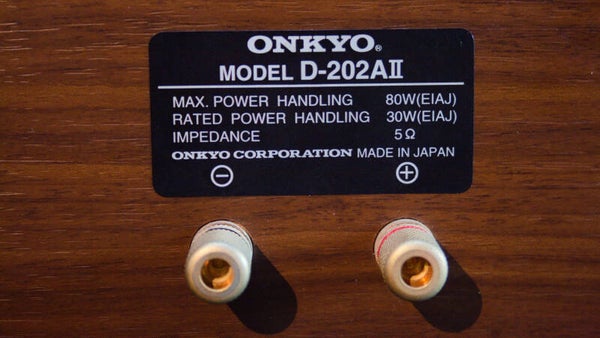 ONKYO®
MODEL D-202AII
MAX. POWER HANDLING 80W(EIAJ)
RATED POWER HANDLING 30W(EIAJ)
IMPEDANCE 5Ω
ONKYO CORPORATION MADE IN JAPAN
⊖ ⊕